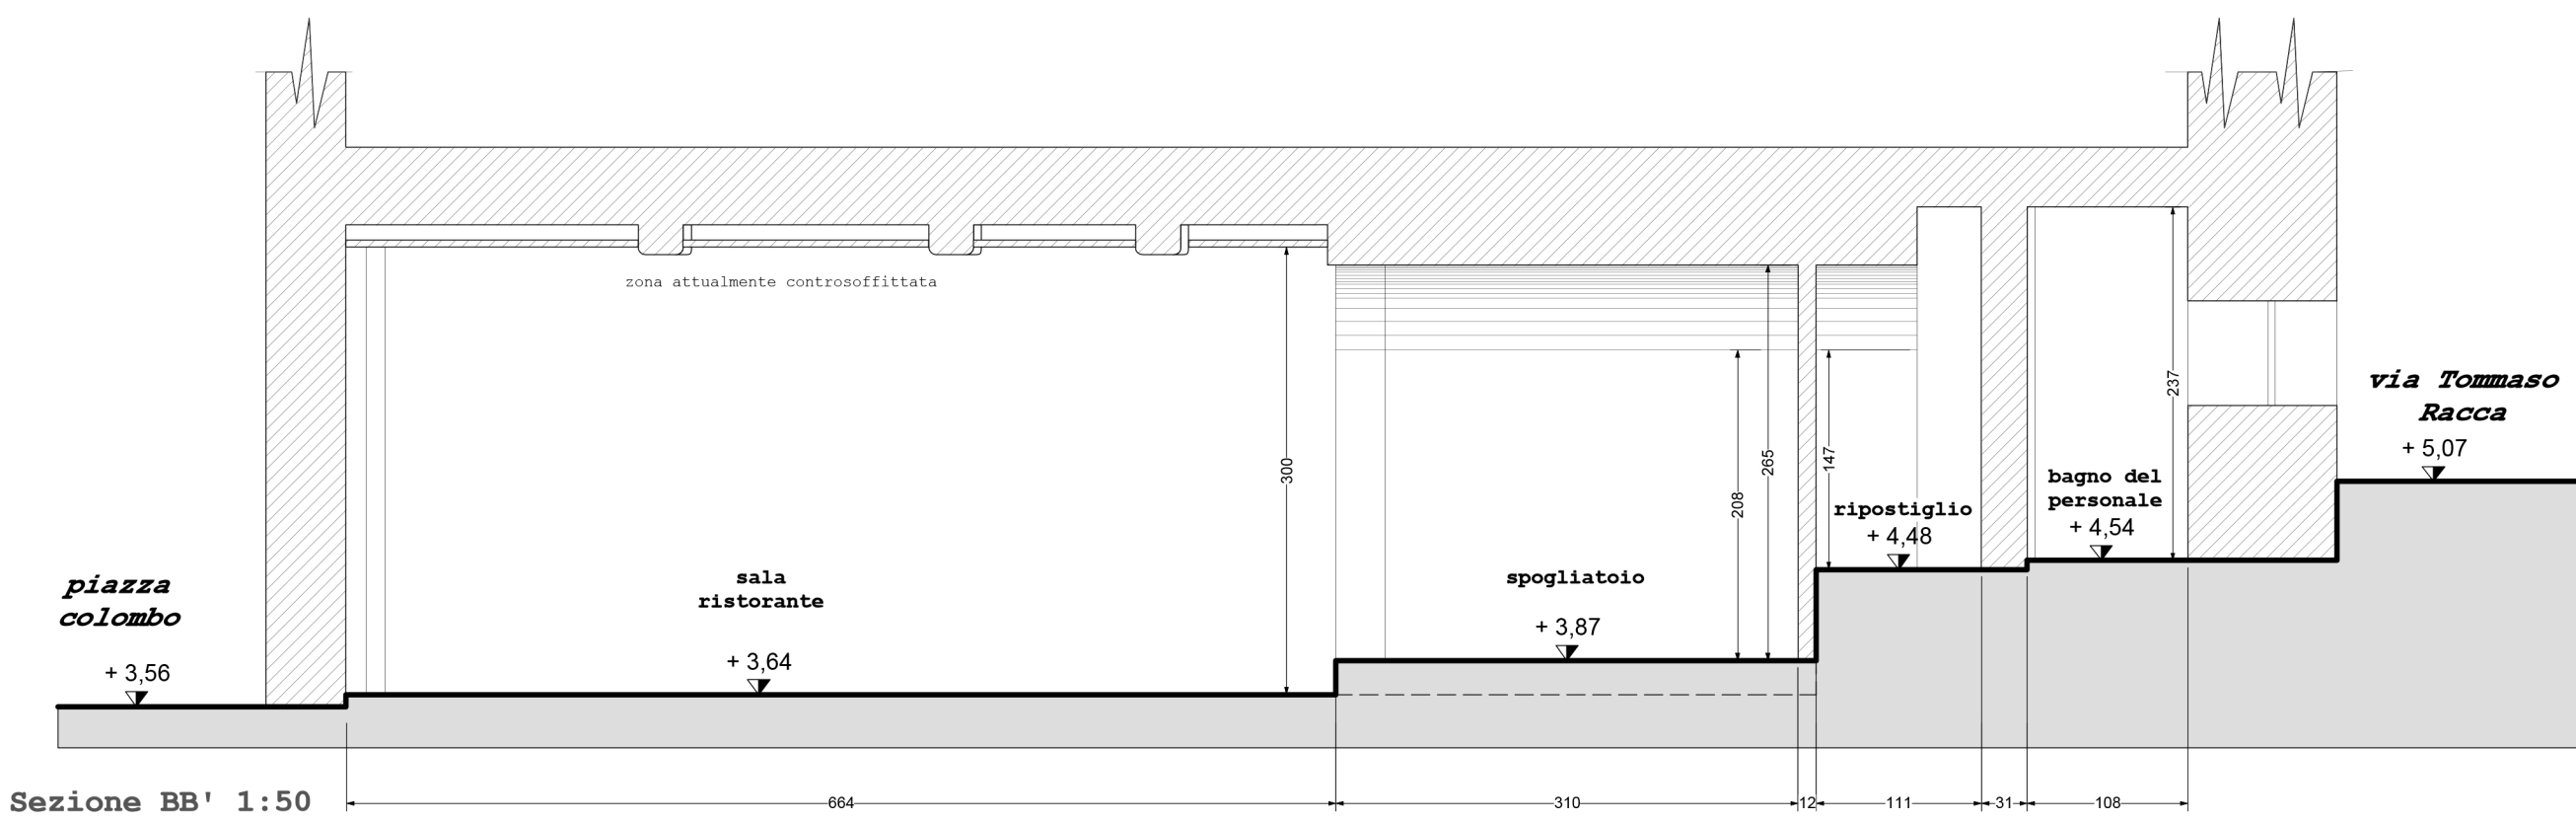 zona attualmente controsoffittata
300
208
265
147
237
via Tommaso
Racca
+ 5,07
bagno del
personale
+ 4,54
ripostiglio
+ 4,48
spogliatoio
+ 3,87
sala
ristorante
+ 3,64
piazza
colombo
+ 3,56
Sezione BB' 1:50
664
310
12
111
31
108